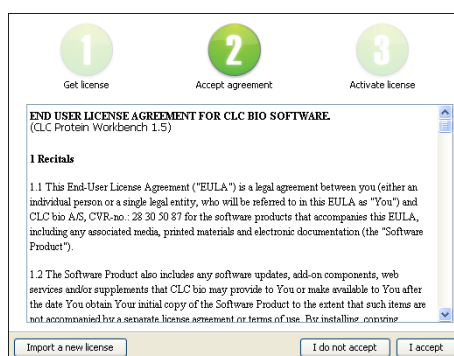 1 2 3
Get license Accept agreement Activate license
END USER LICENSE AGREEMENT FOR CLC BIO SOFTWARE.
(CLC Protein Workbench 1.5)
1 Recitals
1.1 This End-User License Agreement ("EULA") is a legal agreement between you (either an
individual person or a single legal entity, who will be referred to in this EULA as "You") and
CLC bio A/S, CVR-no.: 28 30 50 87 for the software products that accompanies this EULA,
including any associated media, printed materials and electronic documentation (the "Software
Product").
1.2 The Software Product also includes any software updates, add-on components, web
services and/or supplements that CLC bio may provide to You or make available to You after
the date You obtain Your initial copy of the Software Product to the extent that such items are
not accompanied by a separate license agreement or terms of use. By installing, copying,
Import a new license I do not accept I accept